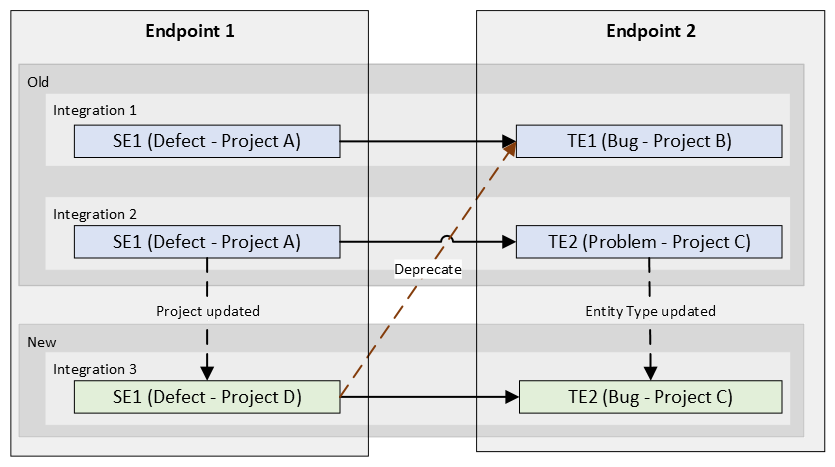 Endpoint 1
Endpoint 2
Old
Integration 1
SE1 (Defect - Project A)
TE1 (Bug - Project B)
Integration 2
SE1 (Defect - Project A)
TE2 (Problem - Project C)
Deprecate
Project updated
Entity Type updated
New
Integration 3
SE1 (Defect - Project D)
TE2 (Bug - Project C)